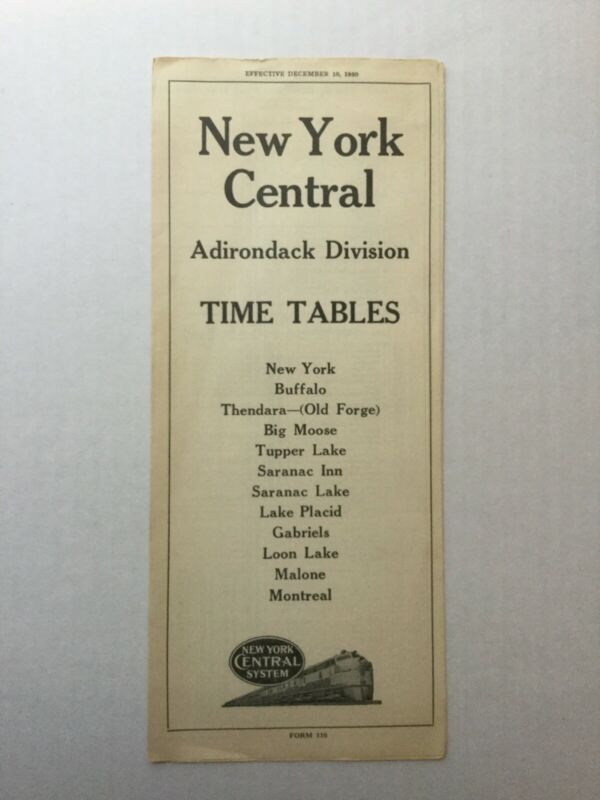 EFFECTIVE DECEMBER 10, 1950
New York
Central
Adirondack Division
TIME TABLES
New York
Buffalo
Thendara—(Old Forge)
Big Moose
Tupper Lake
Saranac Inn
Saranac Lake
Lake Placid
Gabriels
Loon Lake
Malone
Montreal
NEW YORK
CENTRAL
SYSTEM
FORM 110